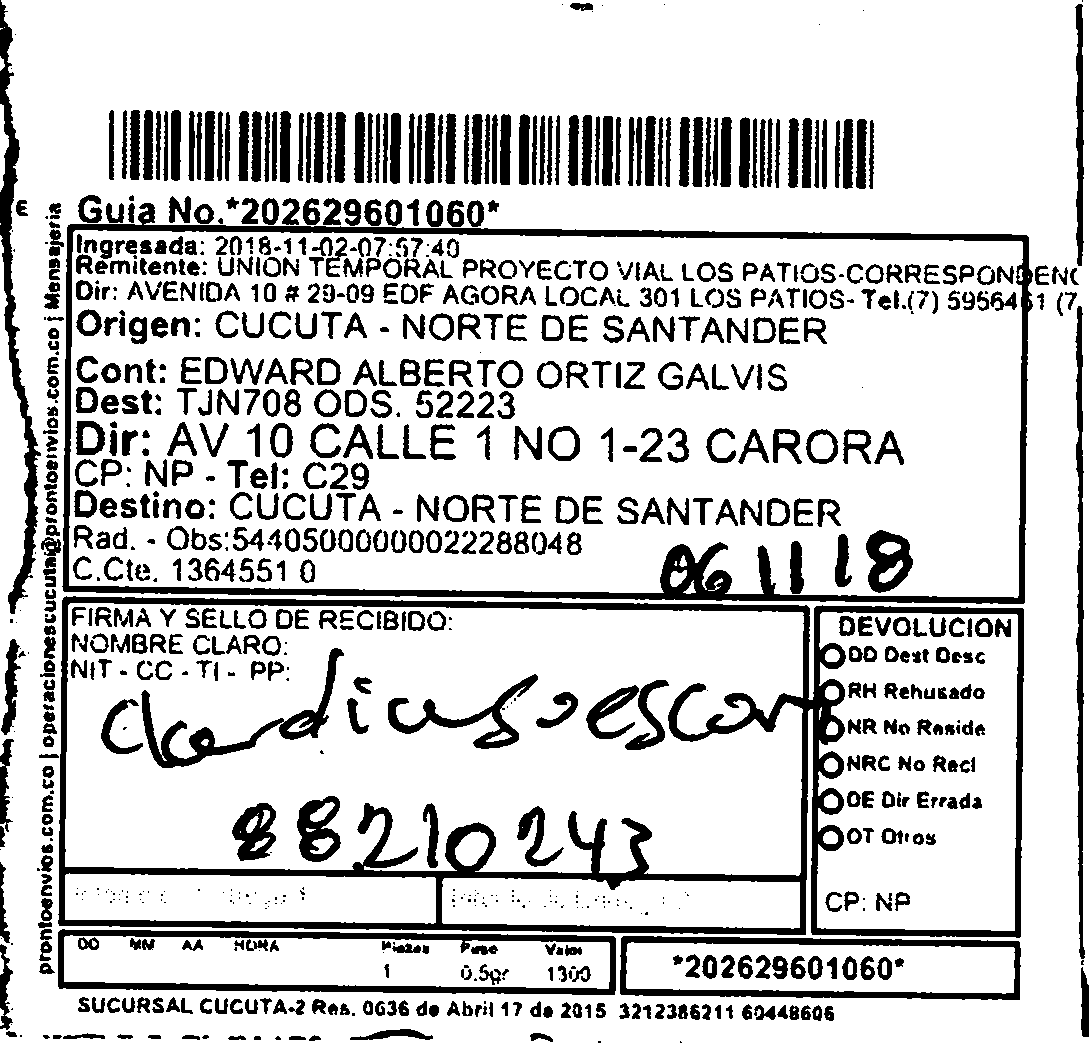 Guia No.*202629601060*
Ingresada: 2018-11-02-07:57:40
Remitente: UNION TEMPORAL PROYECTO VIAL LOS PATIOS-CORRESPONDENC
Dir: AVENIDA 10 # 29-09 EDF AGORA LOCAL 301 LOS PATIOS- Tel.(7) 5956461 (7
Origen: CUCUTA - NORTE DE SANTANDER
Cont: EDWARD ALBERTO ORTIZ GALVIS
Dest: TJN708 ODS. 52223
Dir: AV 10 CALLE 1 NO 1-23 CARORA
CP: NP - Tel: C29
Destino: CUCUTA - NORTE DE SANTANDER
Rad. - Obs:54405000000022288048
C.Cte. 1364551 0
06 11 18
prontoenvios.com.co | operacionescucuta@prontoenvios.com.co | Mensajeria
FIRMA Y SELLO DE RECIBIDO:
NOMBRE CLARO:
NIT - CC - TI - PP:
88210243
DEVOLUCION
DD Dest Desc
RH Rehusado
NR No Reside
NRC No Recl
DE Dir Errada
OT Otros
CP: NP
DD MM AA HORA Piezas Peso Valor
1 0.5gr 1300
*202629601060*
SUCURSAL CUCUTA-2 Res. 0636 de Abril 17 de 2015 3212386211 60448606